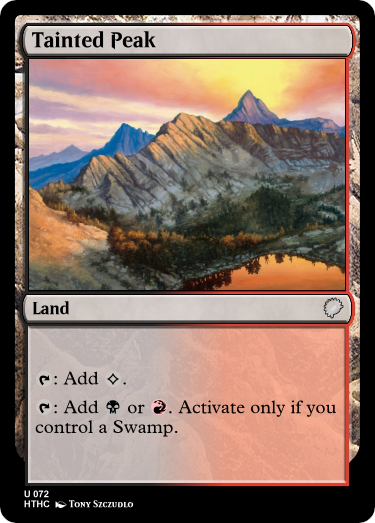 Tainted Peak
Land
: Add .
: Add or . Activate only if you
control a Swamp.
U 072
HTHC Tony Szczudlo